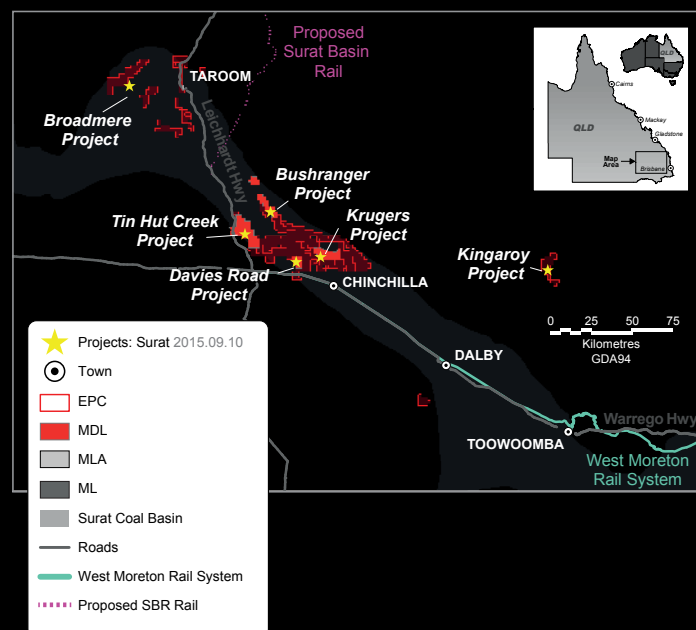 Proposed
Surat Basin
Rail
TAROOM
Broadmere
Project
Leichhardt Hwy
Bushranger
Project
Tin Hut Creek
Project
Krugers
Project
Davies Road
Project
CHINCHILLA
Kingaroy
Project
0 25 50 75
Kilometres
GDA94
DALBY
TOOWOOMBA
Warrego Hwy
West Moreton
Rail System
QLD
QLD
Cairns
Mackay
Gladstone
Map
Area
Brisbane
Projects: Surat 2015.09.10
Town
EPC
MDL
MLA
ML
Surat Coal Basin
Roads
West Moreton Rail System
Proposed SBR Rail